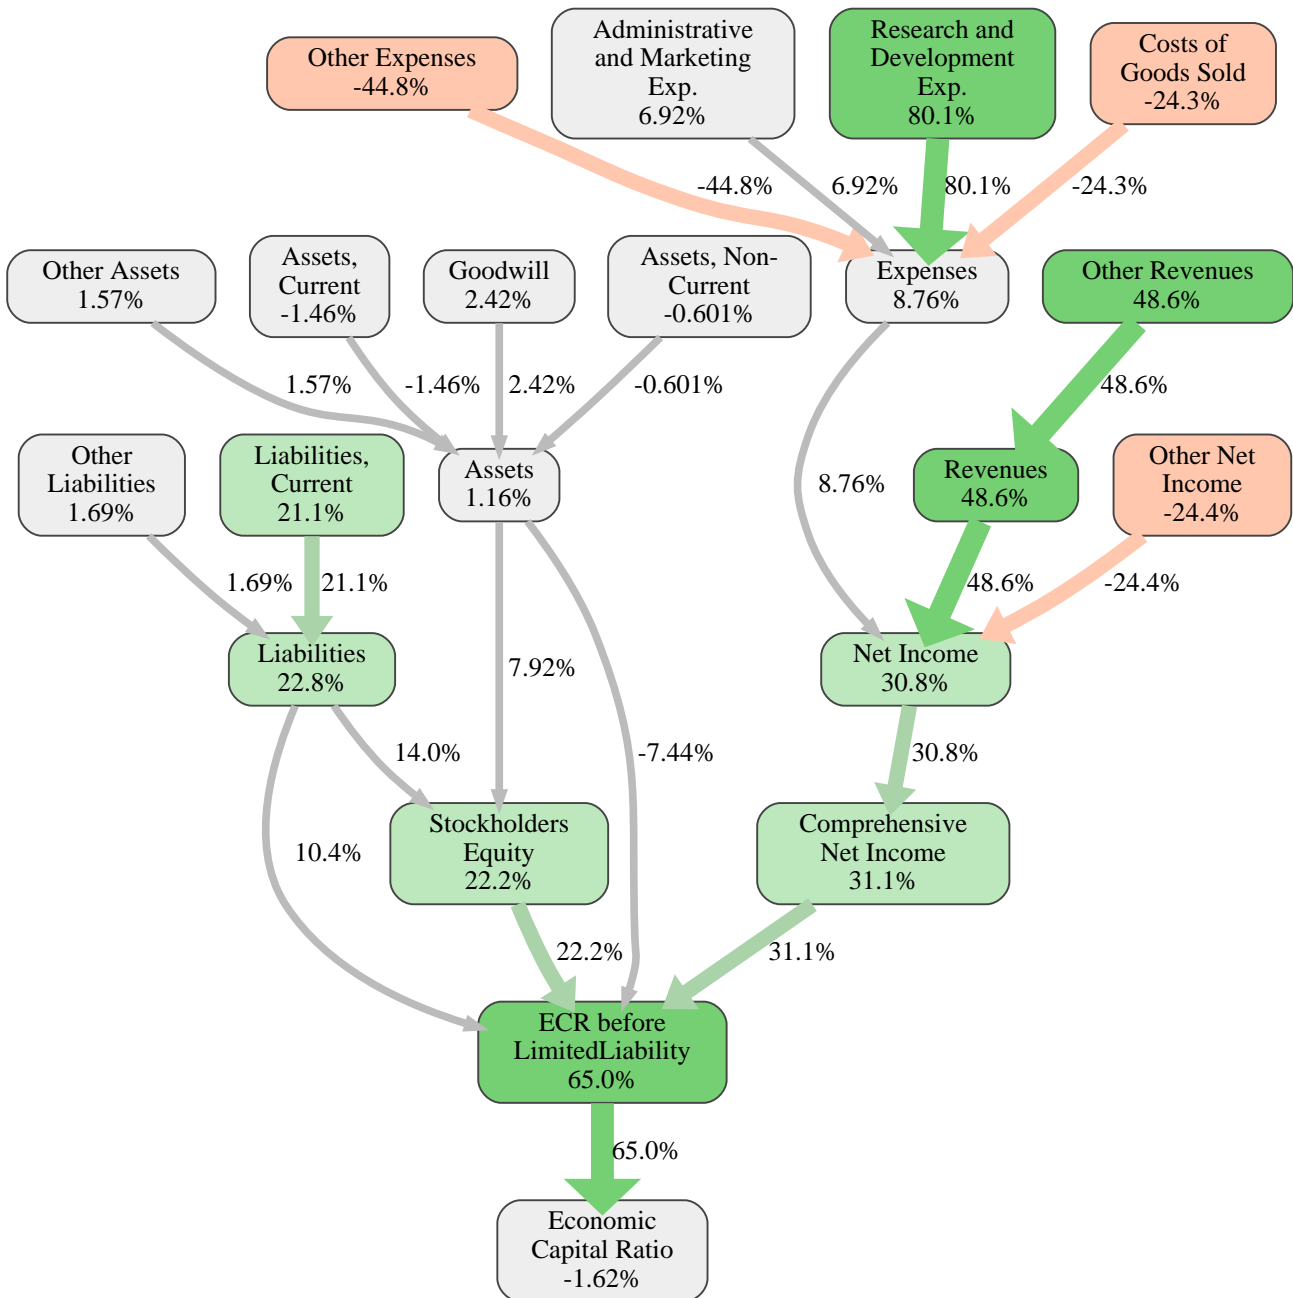 Other Expenses
-44.8%
Administrative
and Marketing
Exp.
6.92%
Research and
Development
Exp.
80.1%
Costs of
Goods Sold
-24.3%
-44.8%
6.92%
80.1%
-24.3%
Other Assets
1.57%
Assets,
Current
-1.46%
Goodwill
2.42%
Assets, Non-
Current
-0.601%
Expenses
8.76%
Other Revenues
48.6%
1.57%
-1.46%
2.42%
-0.601%
48.6%
Other
Liabilities
1.69%
Liabilities,
Current
21.1%
Assets
1.16%
8.76%
Revenues
48.6%
Other Net
Income
-24.4%
1.69%
21.1%
48.6%
-24.4%
Liabilities
22.8%
7.92%
Net Income
30.8%
14.0%
-7.44%
30.8%
10.4%
Stockholders
Equity
22.2%
Comprehensive
Net Income
31.1%
22.2%
31.1%
ECR before
LimitedLiability
65.0%
65.0%
Economic
Capital Ratio
-1.62%